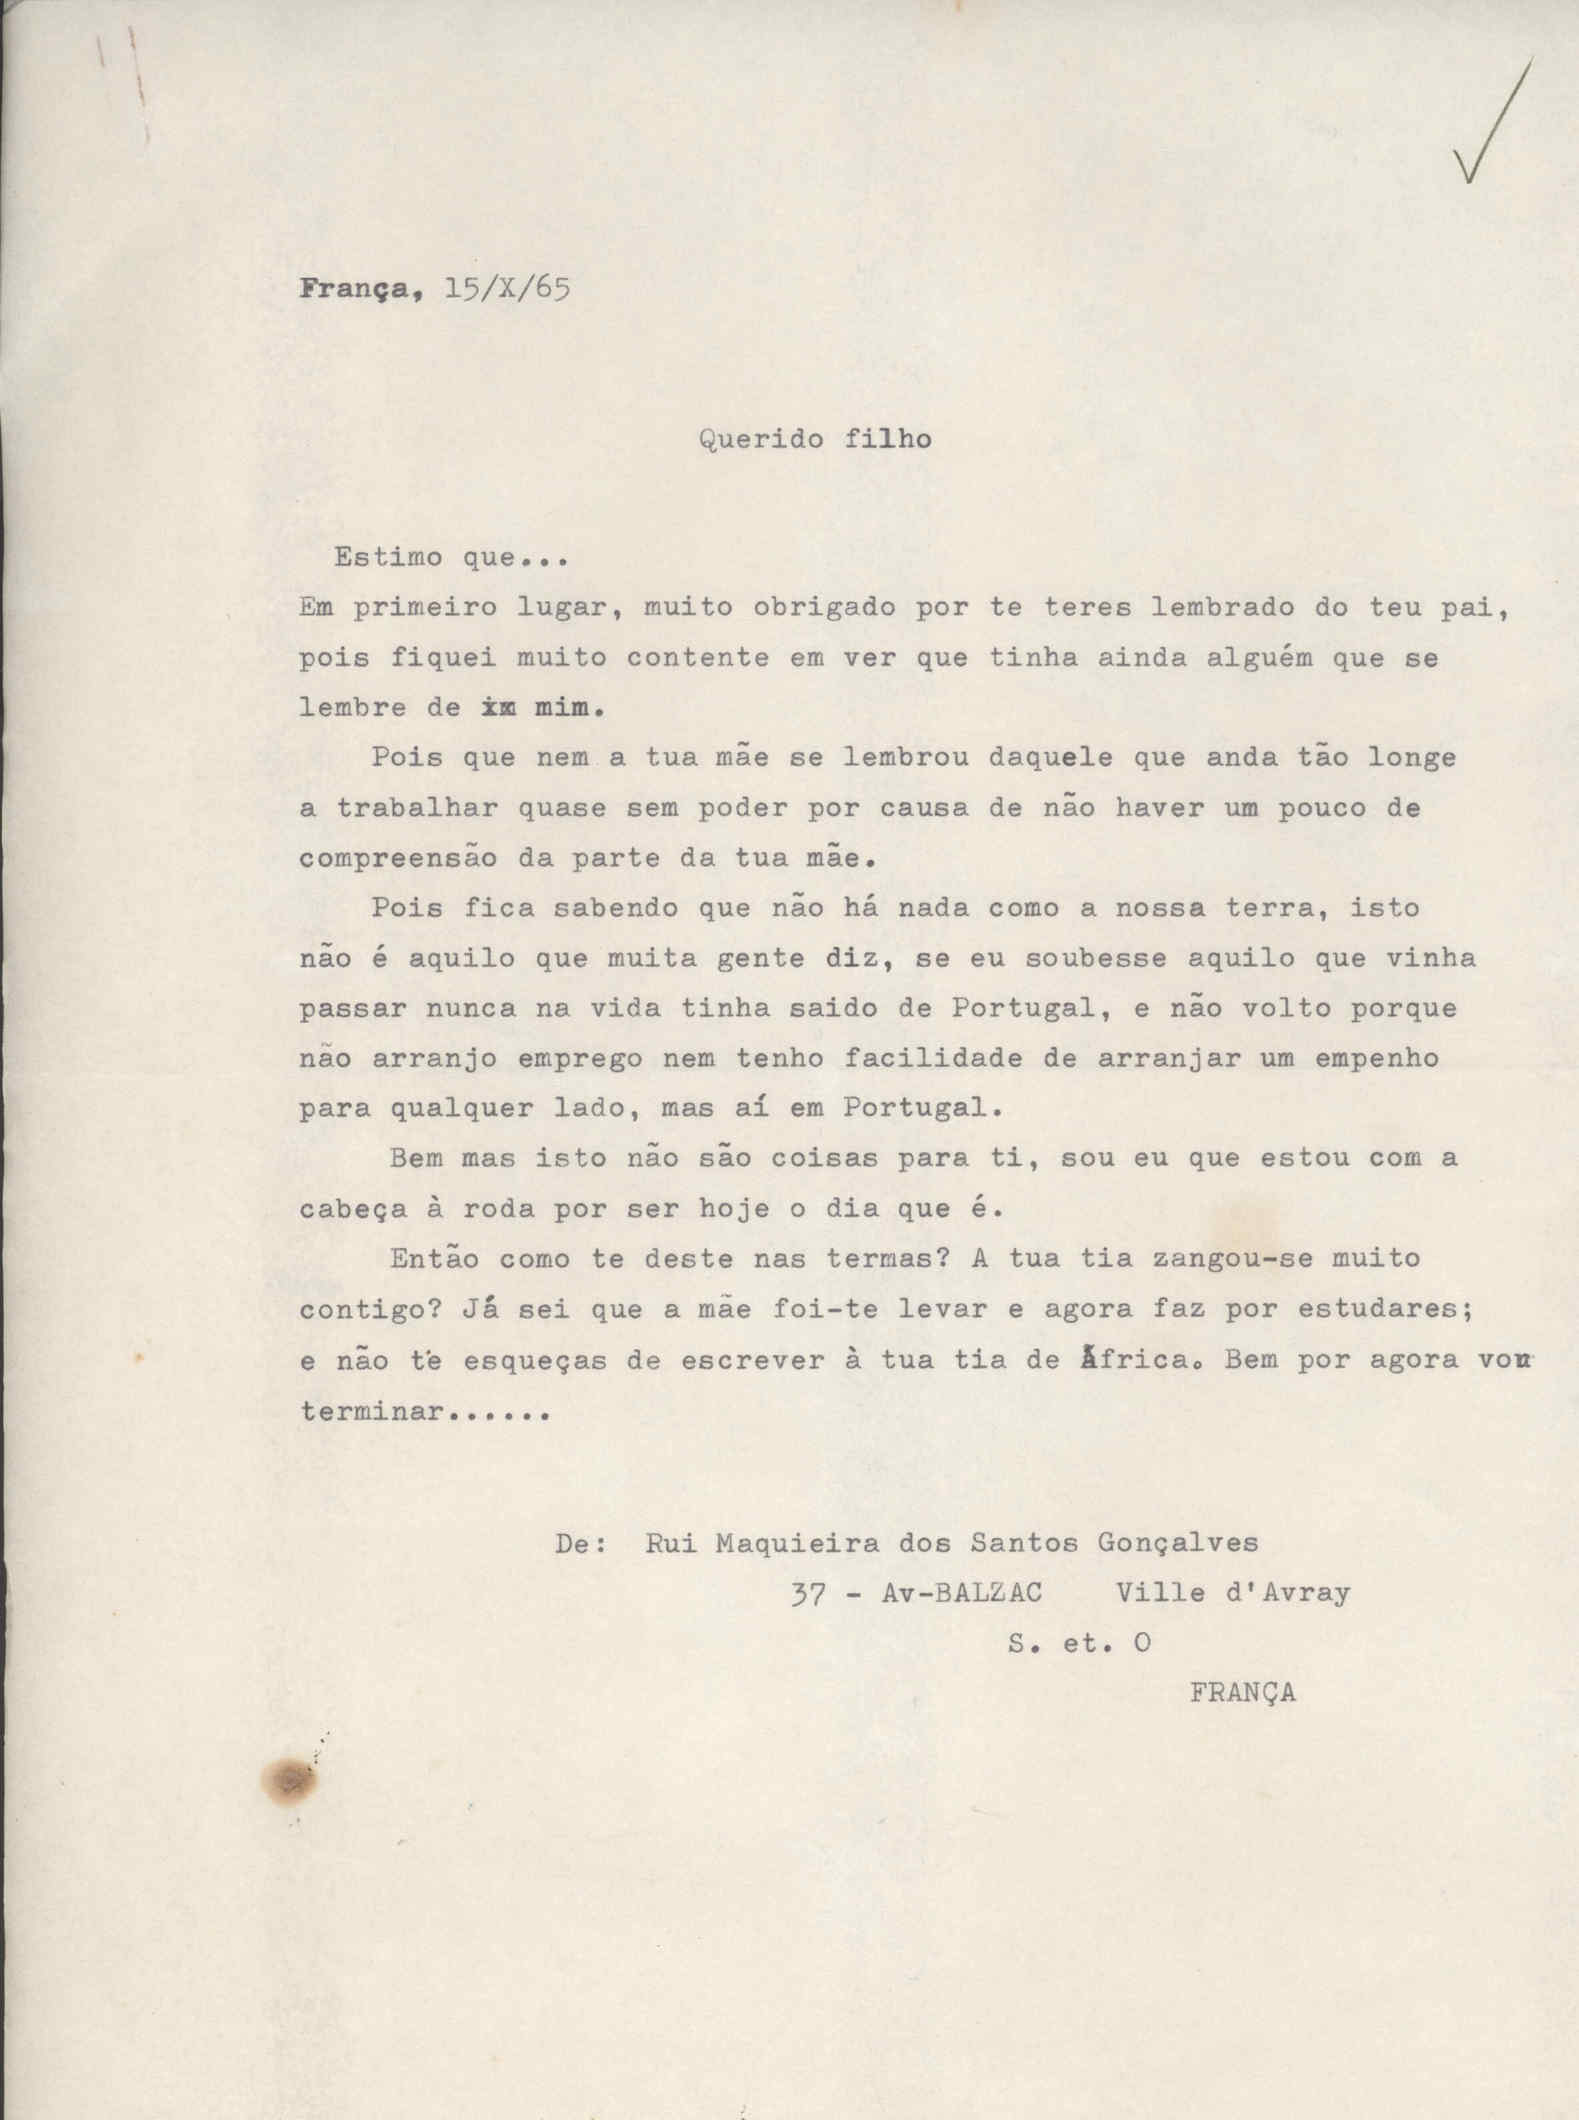 França, 15/X/65
Querido filho
Estimo que...
Em primeiro lugar, muito obrigado por te teres lembrado do teu pai,
pois fiquei muito contente em ver que tinha ainda alguém que se
lembre de mim.
Pois que nem a tua mãe se lembrou daquele que anda tão longe
a trabalhar quase sem poder por causa de não haver um pouco de
compreensão da parte da tua mãe.
Pois fica sabendo que não há nada como a nossa terra, isto
não é aquilo que muita gente diz, se eu soubesse aquilo que vinha
passar nunca na vida tinha saido de Portugal, e não volto porque
não arranjo emprego nem tenho facilidade de arranjar um empenho
para qualquer lado, mas aí em Portugal.
Bem mas isto não são coisas para ti, sou eu que estou com a
cabeça à roda por ser hoje o dia que é.
Então como te deste nas termas? A tua tia zangou-se muito
contigo? Já sei que a mãe foi-te levar e agora faz por estudares;
e não te esqueças de escrever à tua tia de África. Bem por agora vou
terminar......
De: Rui Maquieira dos Santos Gonçalves
37 - Av-BALZAC Ville d'Avray
S. et. O
FRANÇA